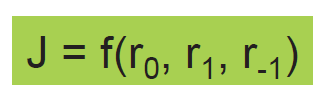 J = f(r₀, r₁, r₋₁)